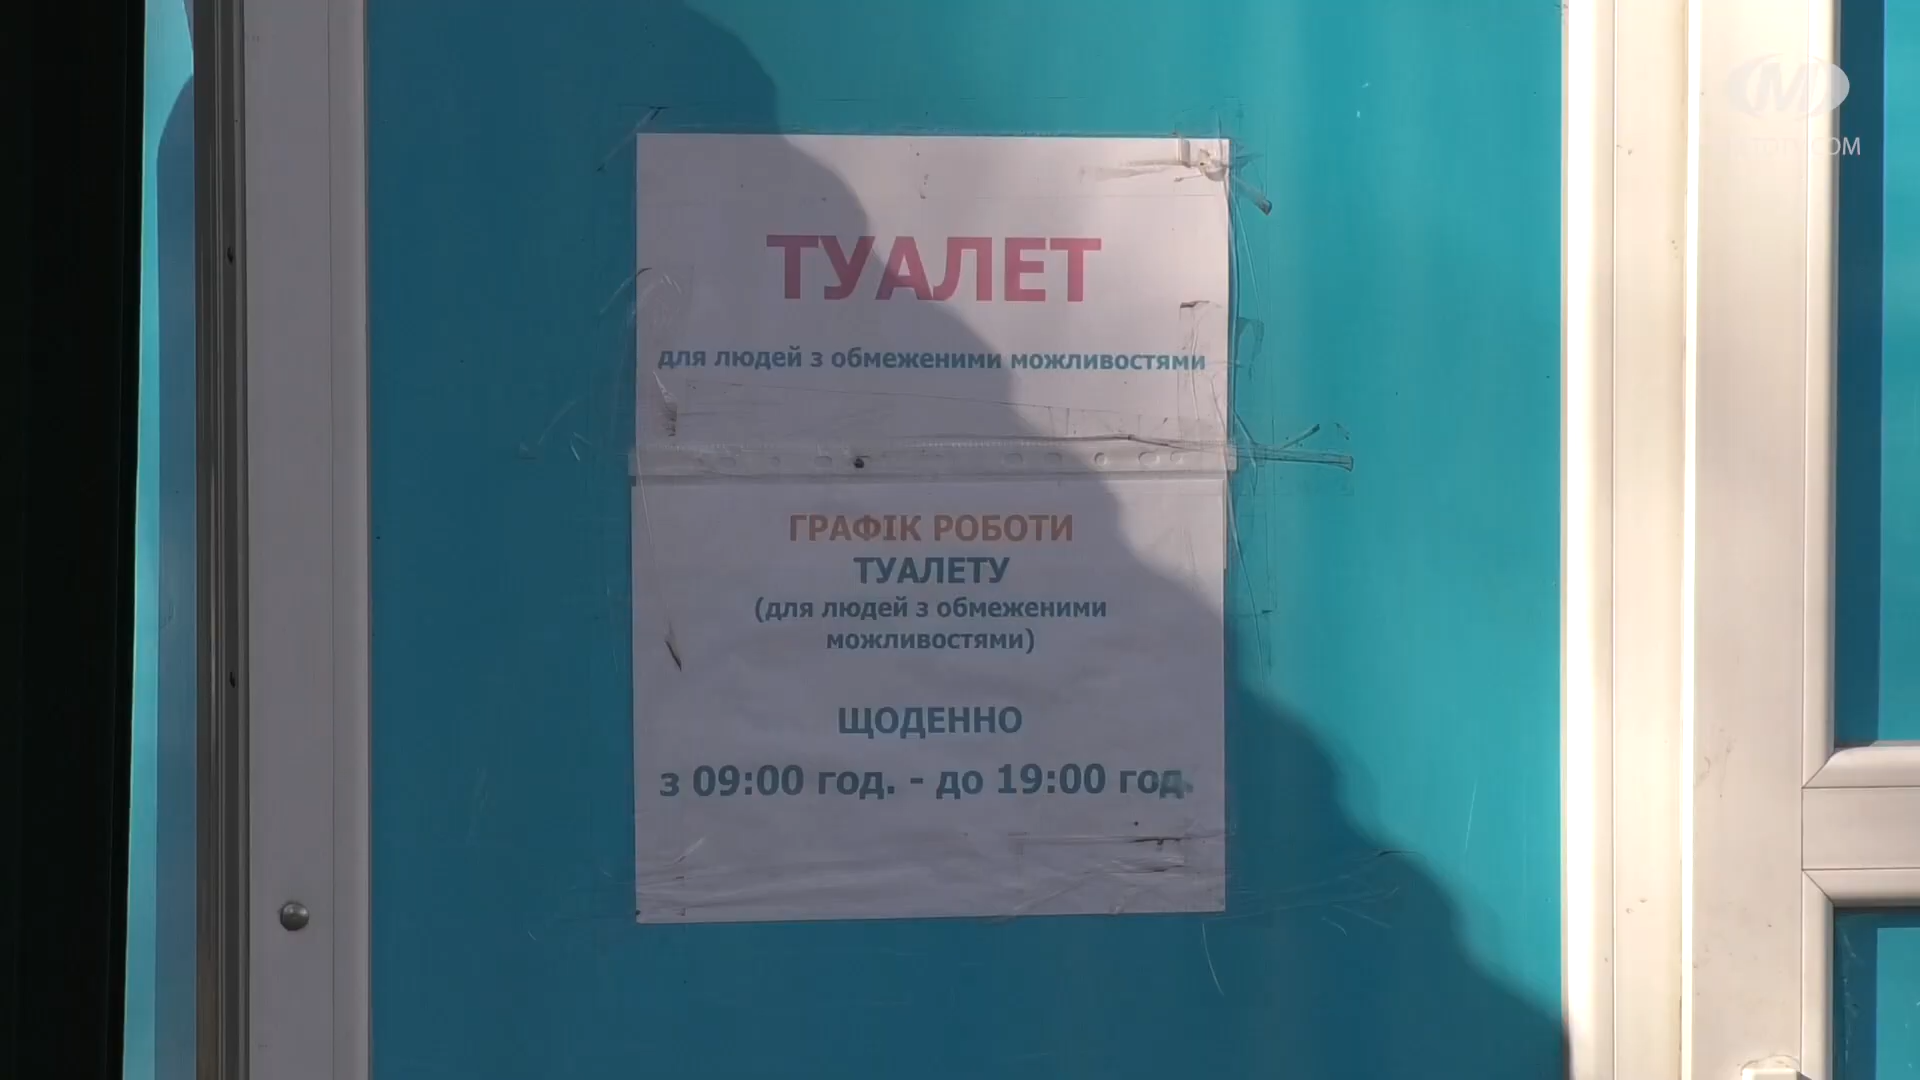 ТУАЛЕТ
для людей з обмеженими можливостями
ГРАФІК РОБОТИ
ТУАЛЕТУ
(для людей з обмеженими
можливостями)
ЩОДЕННО
з 09:00 год. - до 19:00 год.